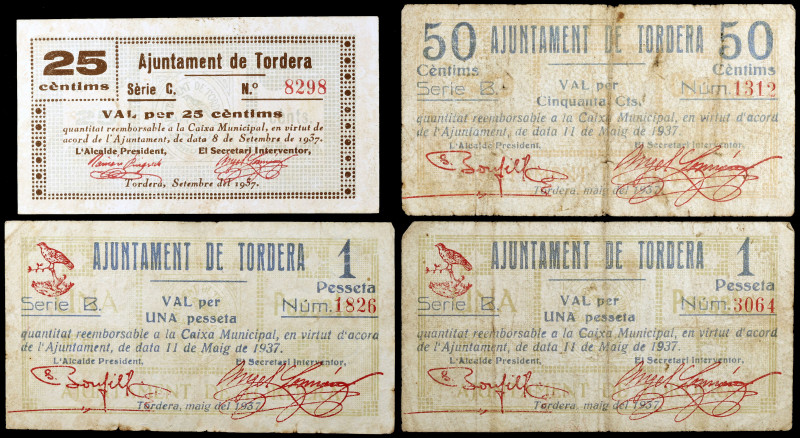 25
cèntims
Ajuntament de Tordera
Sèrie C. N.º 8298
VAL per 25 cèntims
quantitat reemborsable a la Caixa Municipal, en virtut de
acord de l'Ajuntament, de data 8 de Setembre de 1937.
L'Alcalde President, El Secretari Interventor,
Tordera, Setembre del 1937.
50 AJUNTAMENT DE TORDERA 50
Cèntims Cèntims
Serie B. Núm. 1312
VAL per
Cinquanta Cts.
quantitat reemborsable a la Caixa Municipal, en virtut d'acord
de l'Ajuntament, de data 11 de Maig de 1937.
L'Alcalde President, El Secretari Interventor,
Tordera, maig del 1937.
AJUNTAMENT DE TORDERA 1
Pesseta
Serie B. Núm. 1826
VAL per
UNA pesseta
quantitat reemborsable a la Caixa Municipal, en virtut d'acord
de l'Ajuntament, de data 11 de Maig de 1937.
L'Alcalde President, El Secretari Interventor,
Tordera, maig del 1937.
AJUNTAMENT DE TORDERA 1
Pesseta
Serie B. Núm. 3064
VAL per
UNA pesseta
quantitat reemborsable a la Caixa Municipal, en virtut d'acord
de l'Ajuntament, de data 11 de Maig de 1937.
L'Alcalde President, El Secretari Interventor,
Tordera, maig del 1937.